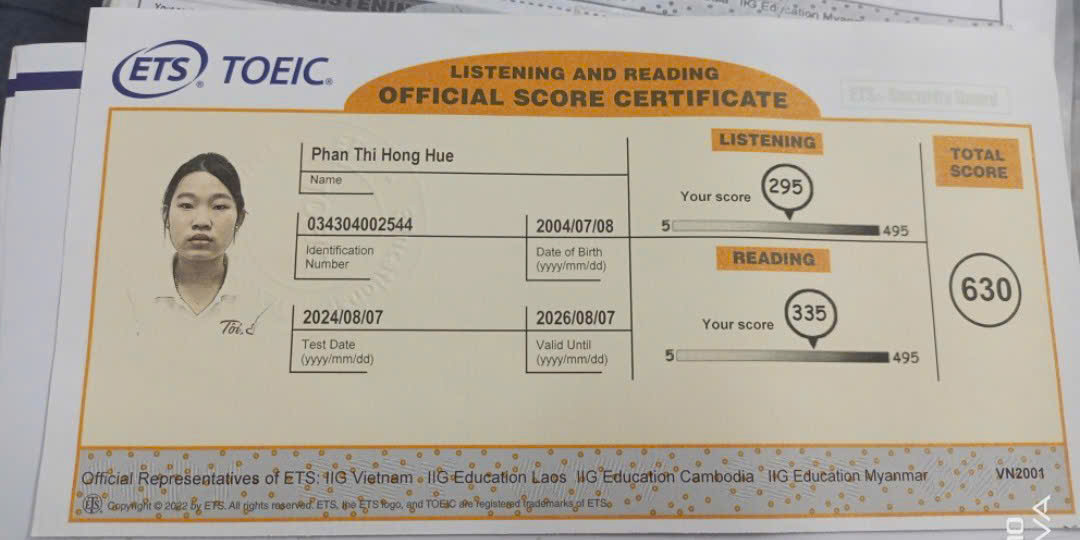 ETS® TOEIC®
LISTENING AND READING
OFFICIAL SCORE CERTIFICATE
Phan Thi Hong Hue
Name
034304002544
Identification
Number
2004/07/08
Date of Birth
(yyyy/mm/dd)
2024/08/07
Test Date
(yyyy/mm/dd)
2026/08/07
Valid Until
(yyyy/mm/dd)
LISTENING
Your score
295
5
495
READING
Your score
335
5
495
TOTAL
SCORE
630
Official Representatives of ETS: IIG Vietnam IIG Education Laos IIG Education Cambodia IIG Education Myanmar
VN2001
ETS Copyright © 2022 by ETS. All rights reserved. ETS, the ETS logo, and TOEIC are registered trademarks of ETS.